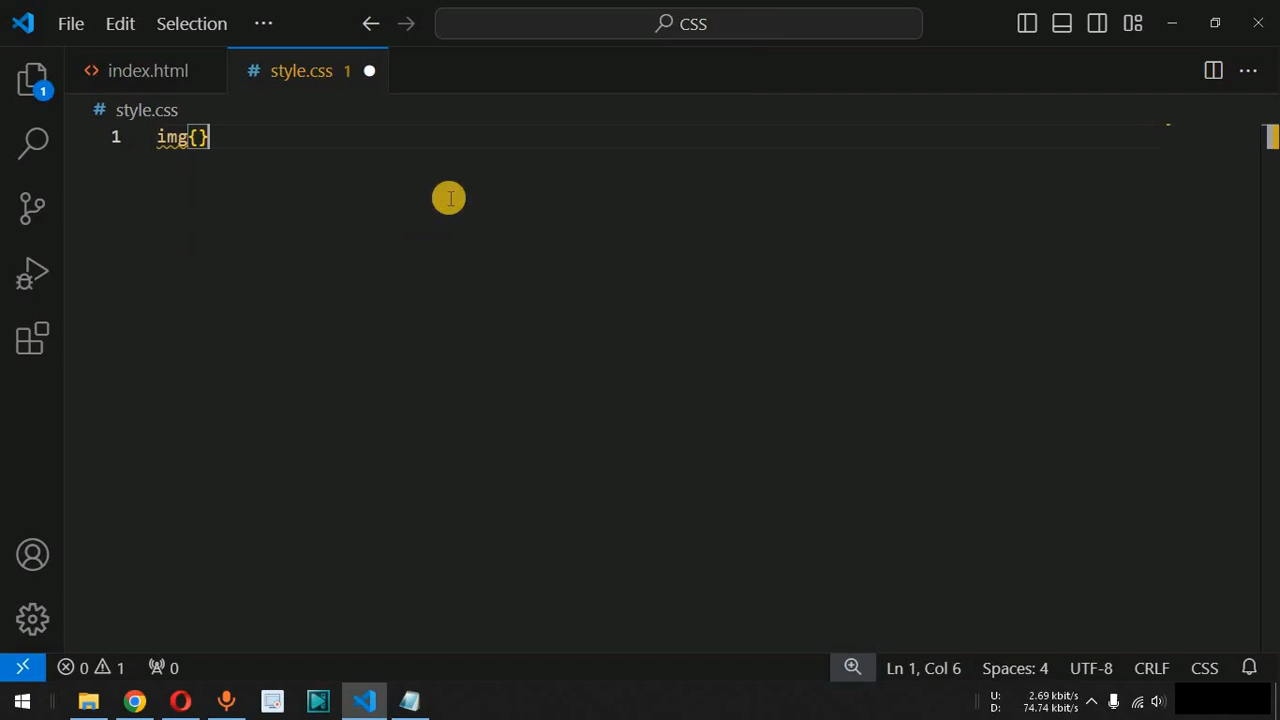 File Edit Selection ··· CSS
index.html # style.css 1
# style.css
1 img{}
1
0 1 0 Ln 1, Col 6 Spaces: 4 UTF-8 CRLF CSS
U: 2.69 kbit/s
D: 74.74 kbit/s